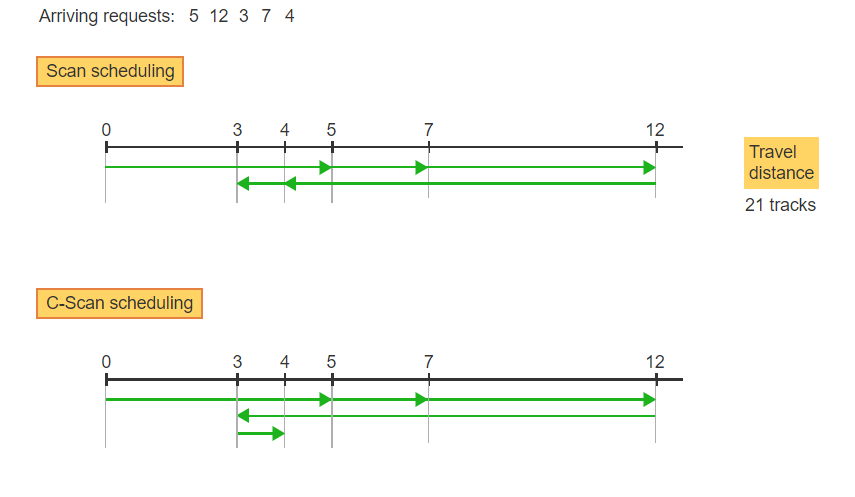 Arriving requests: 5 12 3 7 4
Scan scheduling
0 3 4 5 7 12
Travel
distance
21 tracks
C-Scan scheduling
0 3 4 5 7 12